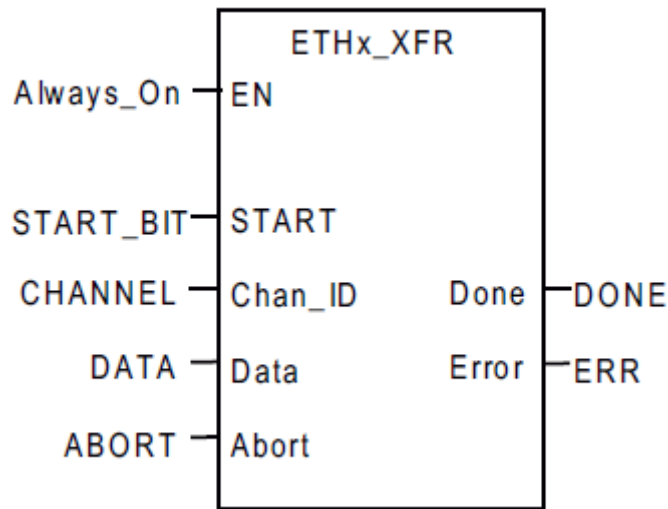 ETHx_XFR
Always_On EN
START_BIT START
CHANNEL Chan_ID Done DONE
DATA Data Error ERR
ABORT Abort